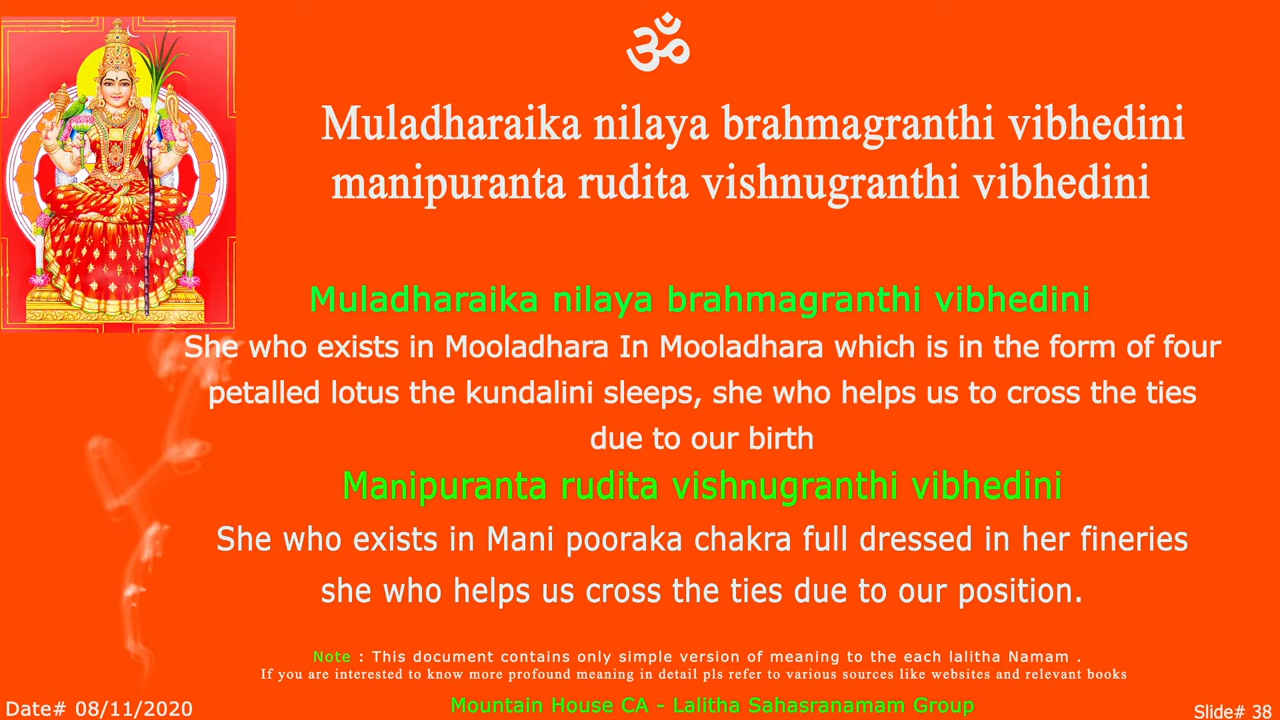 ॐ
Muladharaika nilaya brahmagranthi vibhedini
manipuranta rudita vishnugranthi vibhedini
Muladharaika nilaya brahmagranthi vibhedini
She who exists in Mooladhara In Mooladhara which is in the form of four
petalled lotus the kundalini sleeps, she who helps us to cross the ties
due to our birth
Manipuranta rudita vishnugranthi vibhedini
She who exists in Mani pooraka chakra full dressed in her fineries
she who helps us cross the ties due to our position.
Note : This document contains only simple version of meaning to the each lalitha Namam .
If you are interested to know more profound meaning in detail pls refer to various sources like websites and relevant books
Date# 08/11/2020
Mountain House CA - Lalitha Sahasranamam Group
Slide# 38